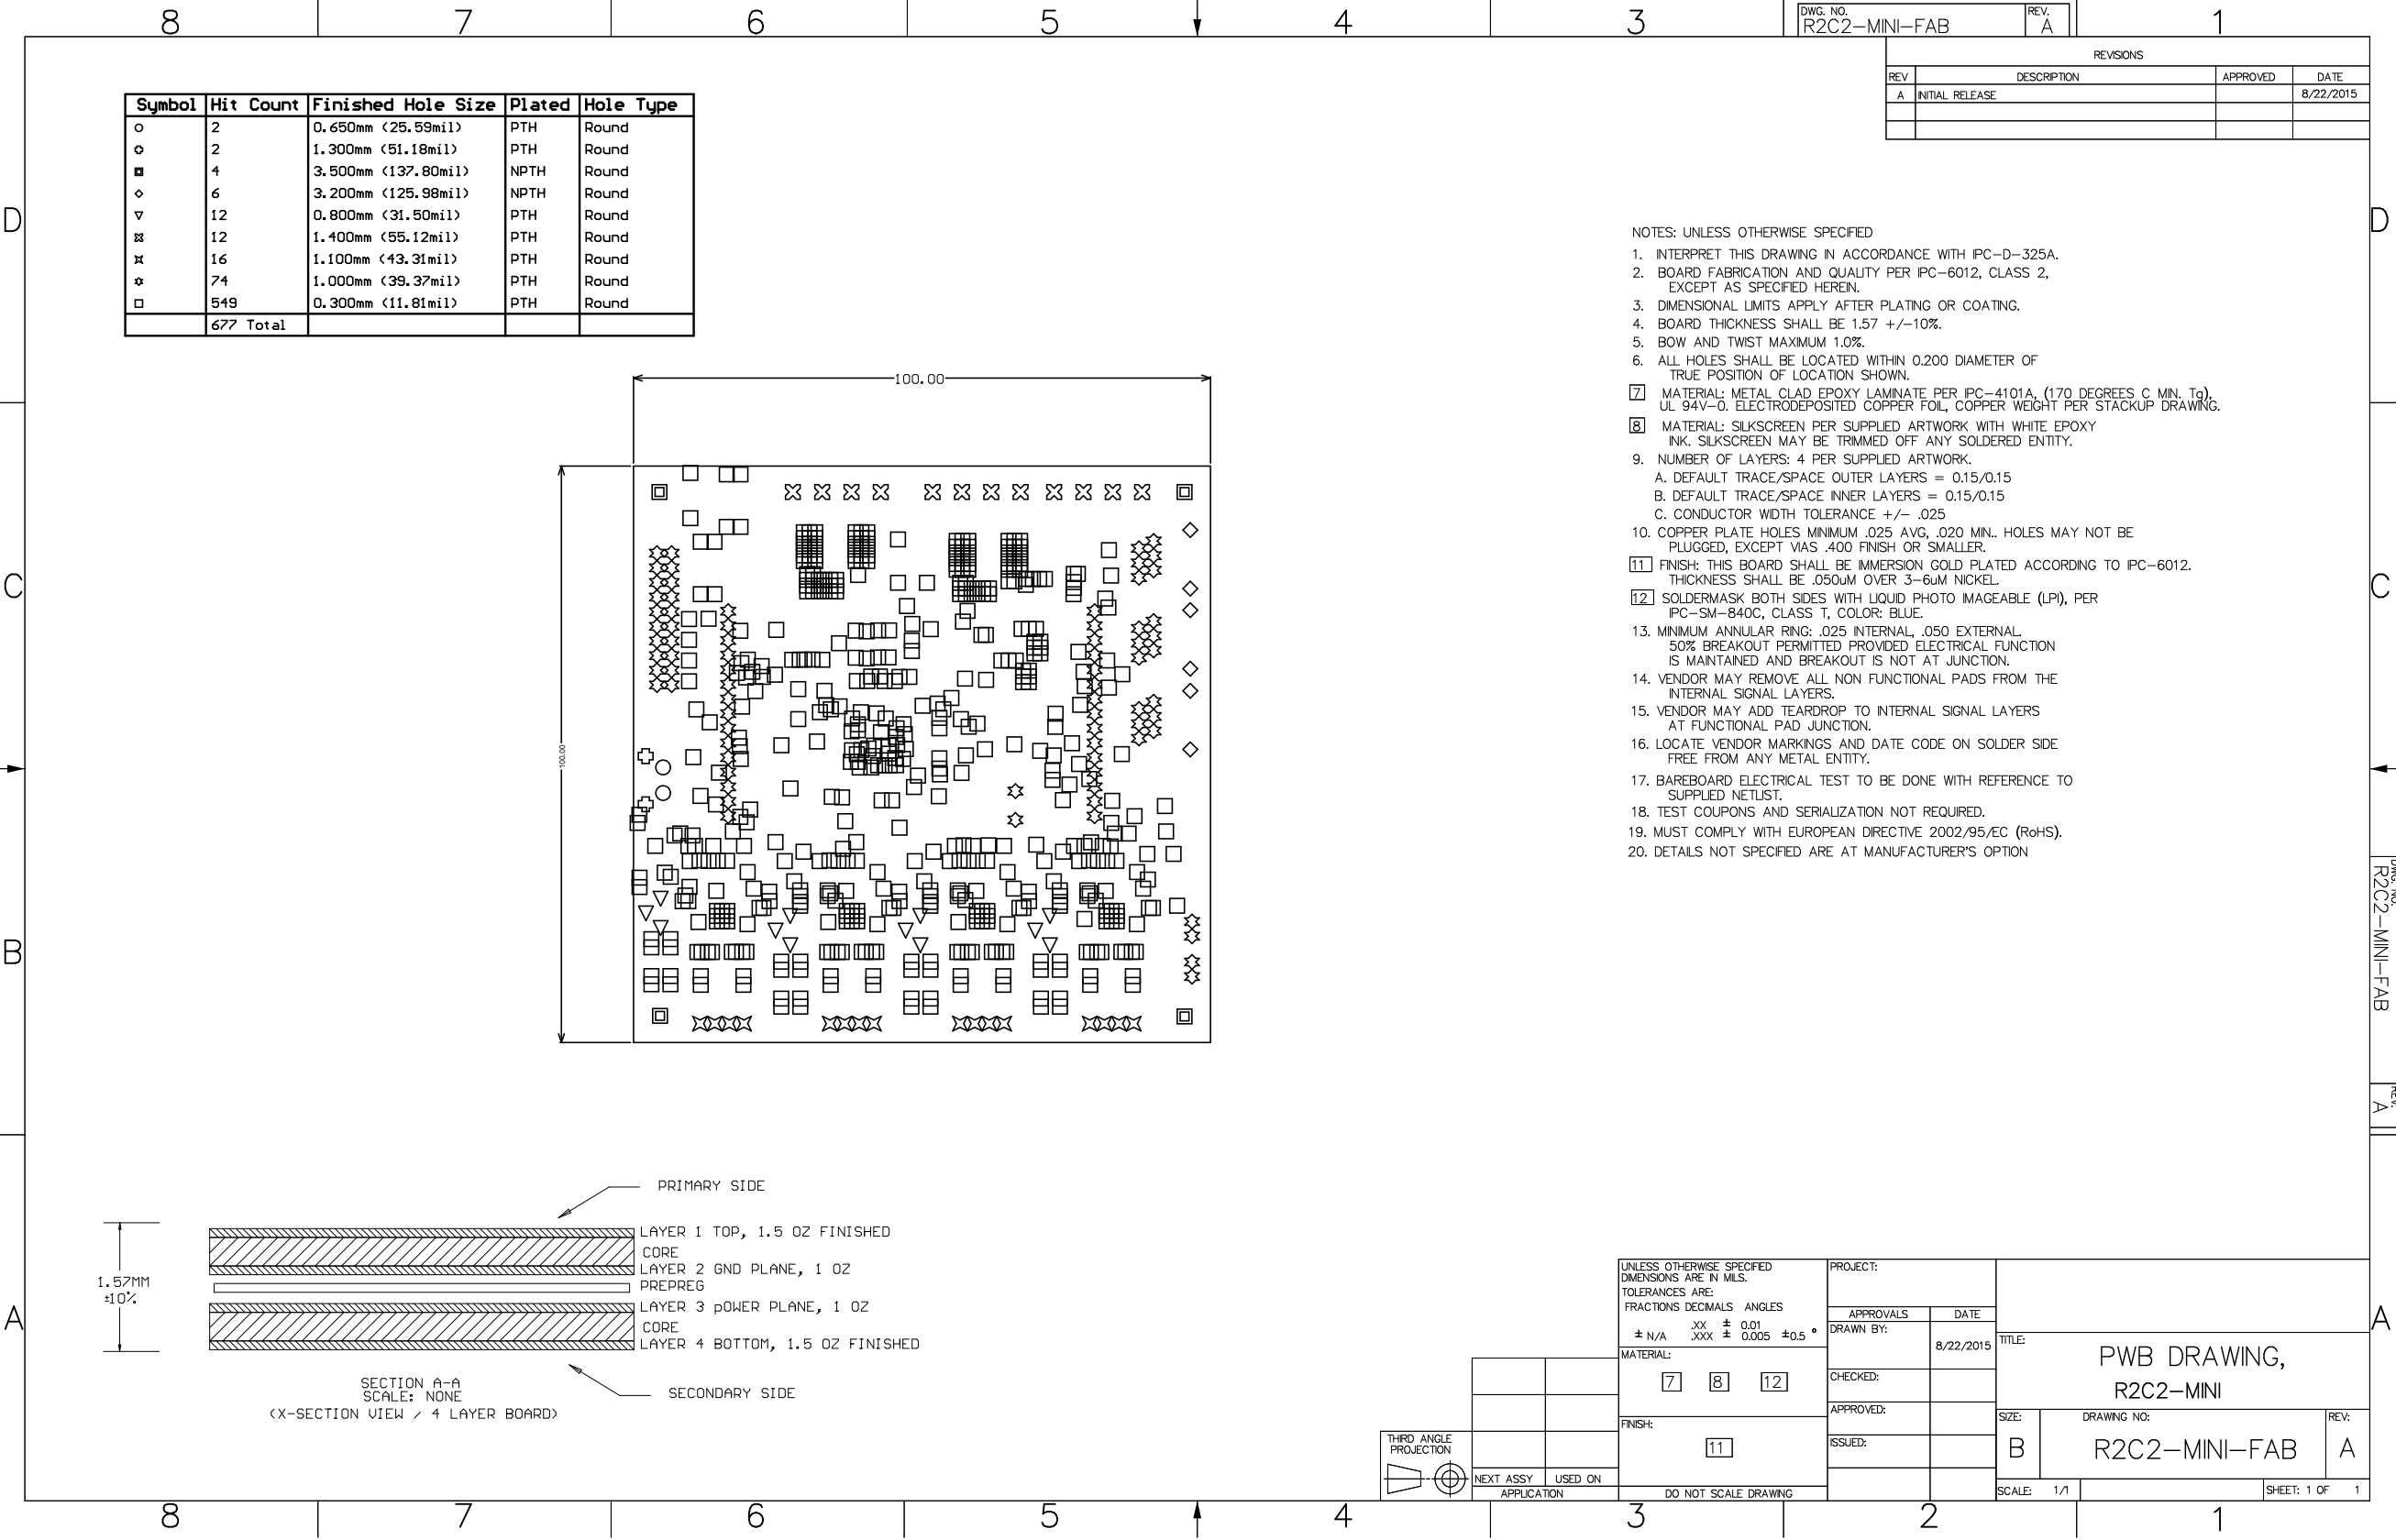 8 7 6 5 4 3 1
DWG. NO.
R2C2-MINI-FAB
REV.
A
REVISIONS
REV DESCRIPTION APPROVED DATE
A INITIAL RELEASE 8/22/2015
Symbol Hit Count Finished Hole Size Plated Hole Type
2 0.650mm (25.59mil) PTH Round
2 1.300mm (51.18mil) PTH Round
4 3.500mm (137.80mil) NPTH Round
6 3.200mm (125.98mil) NPTH Round
12 0.800mm (31.50mil) PTH Round
12 1.400mm (55.12mil) PTH Round
16 1.100mm (43.31mil) PTH Round
74 1.000mm (39.37mil) PTH Round
549 0.300mm (11.81mil) PTH Round
677 Total
D D
C C
B
A A
NOTES: UNLESS OTHERWISE SPECIFIED
1. INTERPRET THIS DRAWING IN ACCORDANCE WITH IPC-D-325A.
2. BOARD FABRICATION AND QUALITY PER IPC-6012, CLASS 2,
EXCEPT AS SPECIFIED HEREIN.
3. DIMENSIONAL LIMITS APPLY AFTER PLATING OR COATING.
4. BOARD THICKNESS SHALL BE 1.57 +/-10%.
5. BOW AND TWIST MAXIMUM 1.0%.
6. ALL HOLES SHALL BE LOCATED WITHIN 0.200 DIAMETER OF
TRUE POSITION OF LOCATION SHOWN.
7 MATERIAL: METAL CLAD EPOXY LAMINATE PER IPC-4101A, (170 DEGREES C MIN. Tg),
UL 94V-0. ELECTRODEPOSITED COPPER FOIL, COPPER WEIGHT PER STACKUP DRAWING.
8 MATERIAL: SILKSCREEN PER SUPPLIED ARTWORK WITH WHITE EPOXY
INK. SILKSCREEN MAY BE TRIMMED OFF ANY SOLDERED ENTITY.
9. NUMBER OF LAYERS: 4 PER SUPPLIED ARTWORK.
A. DEFAULT TRACE/SPACE OUTER LAYERS = 0.15/0.15
B. DEFAULT TRACE/SPACE INNER LAYERS = 0.15/0.15
C. CONDUCTOR WIDTH TOLERANCE +/- .025
10. COPPER PLATE HOLES MINIMUM .025 AVG, .020 MIN.. HOLES MAY NOT BE
PLUGGED, EXCEPT VIAS .400 FINISH OR SMALLER.
11 FINISH: THIS BOARD SHALL BE IMMERSION GOLD PLATED ACCORDING TO IPC-6012.
THICKNESS SHALL BE .050uM OVER 3-6uM NICKEL.
12 SOLDERMASK BOTH SIDES WITH LIQUID PHOTO IMAGEABLE (LPI), PER
IPC-SM-840C, CLASS T, COLOR: BLUE.
13. MINIMUM ANNULAR RING: .025 INTERNAL, .050 EXTERNAL.
50% BREAKOUT PERMITTED PROVIDED ELECTRICAL FUNCTION
IS MAINTAINED AND BREAKOUT IS NOT AT JUNCTION.
14. VENDOR MAY REMOVE ALL NON FUNCTIONAL PADS FROM THE
INTERNAL SIGNAL LAYERS.
15. VENDOR MAY ADD TEARDROP TO INTERNAL SIGNAL LAYERS
AT FUNCTIONAL PAD JUNCTION.
16. LOCATE VENDOR MARKINGS AND DATE CODE ON SOLDER SIDE
FREE FROM ANY METAL ENTITY.
17. BAREBOARD ELECTRICAL TEST TO BE DONE WITH REFERENCE TO
SUPPLIED NETLIST.
18. TEST COUPONS AND SERIALIZATION NOT REQUIRED.
19. MUST COMPLY WITH EUROPEAN DIRECTIVE 2002/95/EC (RoHS).
20. DETAILS NOT SPECIFIED ARE AT MANUFACTURER'S OPTION
100.00
100.00
DWG. NO.
R2C2-MINI-FAB
REV.
A
PRIMARY SIDE
LAYER 1 TOP, 1.5 OZ FINISHED
CORE
LAYER 2 GND PLANE, 1 OZ
PREPREG
LAYER 3 pOWER PLANE, 1 OZ
CORE
LAYER 4 BOTTOM, 1.5 OZ FINISHED
1.57MM
±10%
SECONDARY SIDE
SECTION A-A
SCALE: NONE
(X-SECTION VIEW / 4 LAYER BOARD)
UNLESS OTHERWISE SPECIFIED
DIMENSIONS ARE IN MILS.
TOLERANCES ARE:
FRACTIONS DECIMALS ANGLES
± N/A .XX ± 0.01
.XXX ± 0.005 ±0.5 °
MATERIAL:
7 8 12
FINISH:
11
DO NOT SCALE DRAWING
THIRD ANGLE
PROJECTION
NEXT ASSY USED ON
APPLICATION
PROJECT:
APPROVALS DATE
DRAWN BY:
8/22/2015
CHECKED:
APPROVED:
ISSUED:
TITLE:
PWB DRAWING,
R2C2-MINI
SIZE:
B
DRAWING NO:
R2C2-MINI-FAB
REV:
A
SCALE: 1/1
SHEET: 1 OF 1
8 7 6 5 4 3 2 1